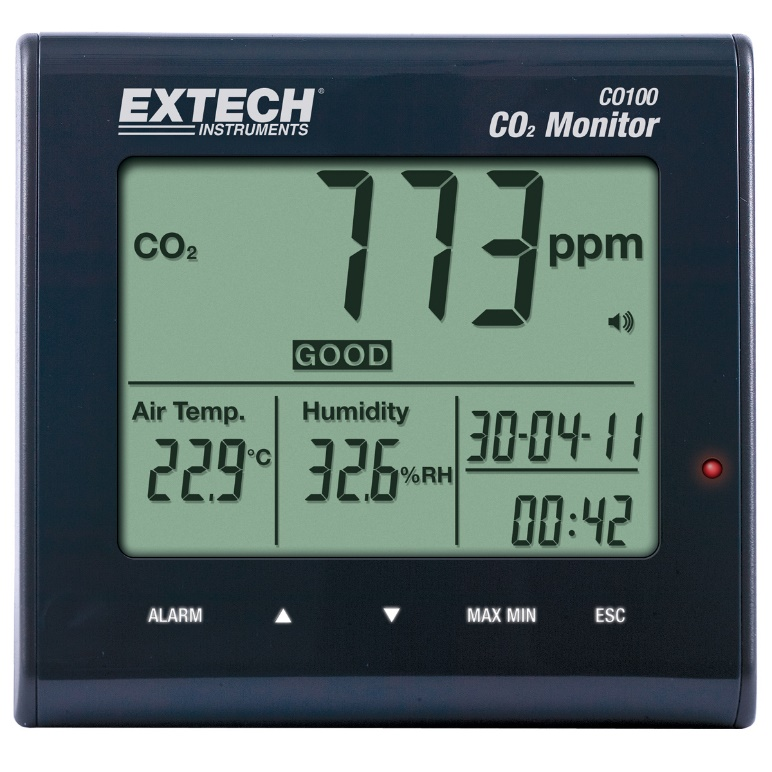 EXTECH®
INSTRUMENTS
CO100
CO₂ Monitor
CO₂ 773 ppm
GOOD
Air Temp.
22.9 °C
Humidity
32.6 %RH
30-04-11
00:42
ALARM ▲ ▼ MAX MIN ESC